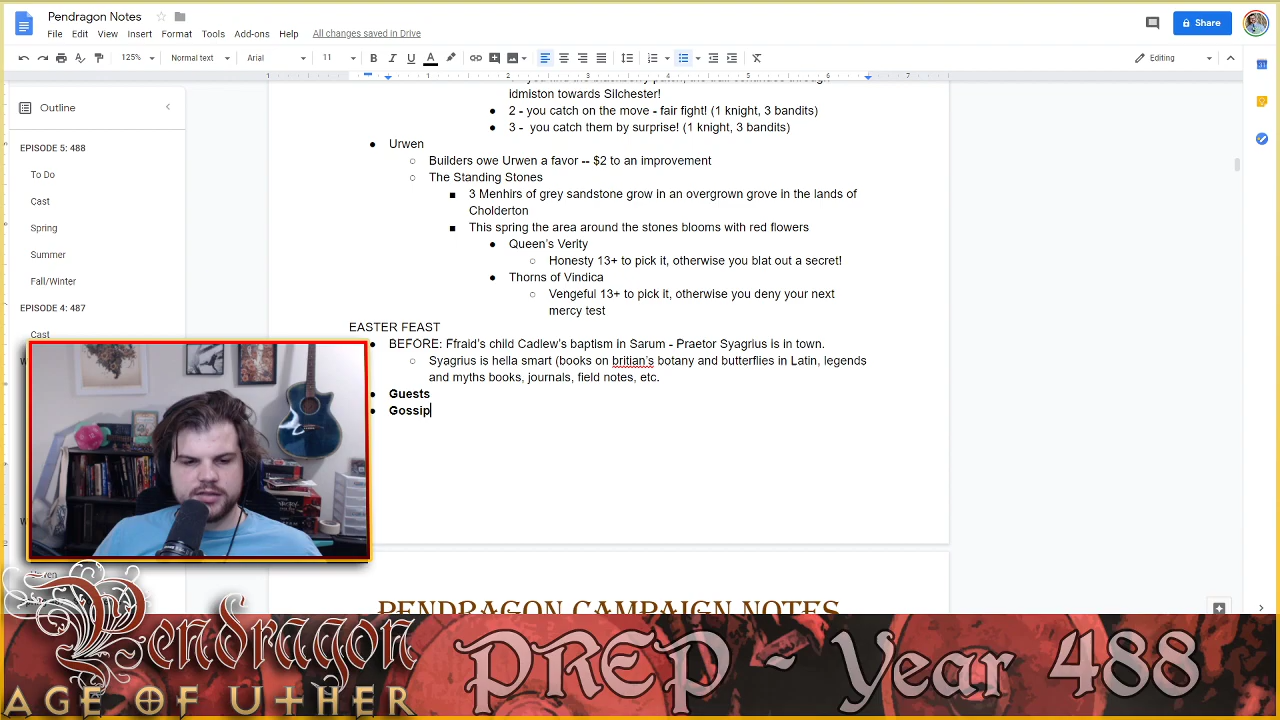 Pendragon Notes
File Edit View Insert Format Tools Add-ons Help All changes saved in Drive
Share
125% Normal text Arial 11 Editing
1 1 2 3 4 5 6 7
Outline
EPISODE 5: 488
To Do
Cast
Spring
Summer
Fall/Winter
EPISODE 4: 487
Cast
idmiston towards Silchester!
2 - you catch on the move - fair fight! (1 knight, 3 bandits)
3 - you catch them by surprise! (1 knight, 3 bandits)
Urwen
Builders owe Urwen a favor -- $2 to an improvement
The Standing Stones
3 Menhirs of grey sandstone grow in an overgrown grove in the lands of
Cholderton
This spring the area around the stones blooms with red flowers
Queen's Verity
Honesty 13+ to pick it, otherwise you blat out a secret!
Thorns of Vindica
Vengeful 13+ to pick it, otherwise you deny your next
mercy test
EASTER FEAST
BEFORE: Ffraid's child Cadlew's baptism in Sarum - Praetor Syagrius is in town.
Syagrius is hella smart (books on britian's botany and butterflies in Latin, legends
and myths books, journals, field notes, etc.
Guests
Gossip
PENDRAGON CAMPAIGN NOTES
Pendragon
AGE OF UTHER
PREP - Year 488